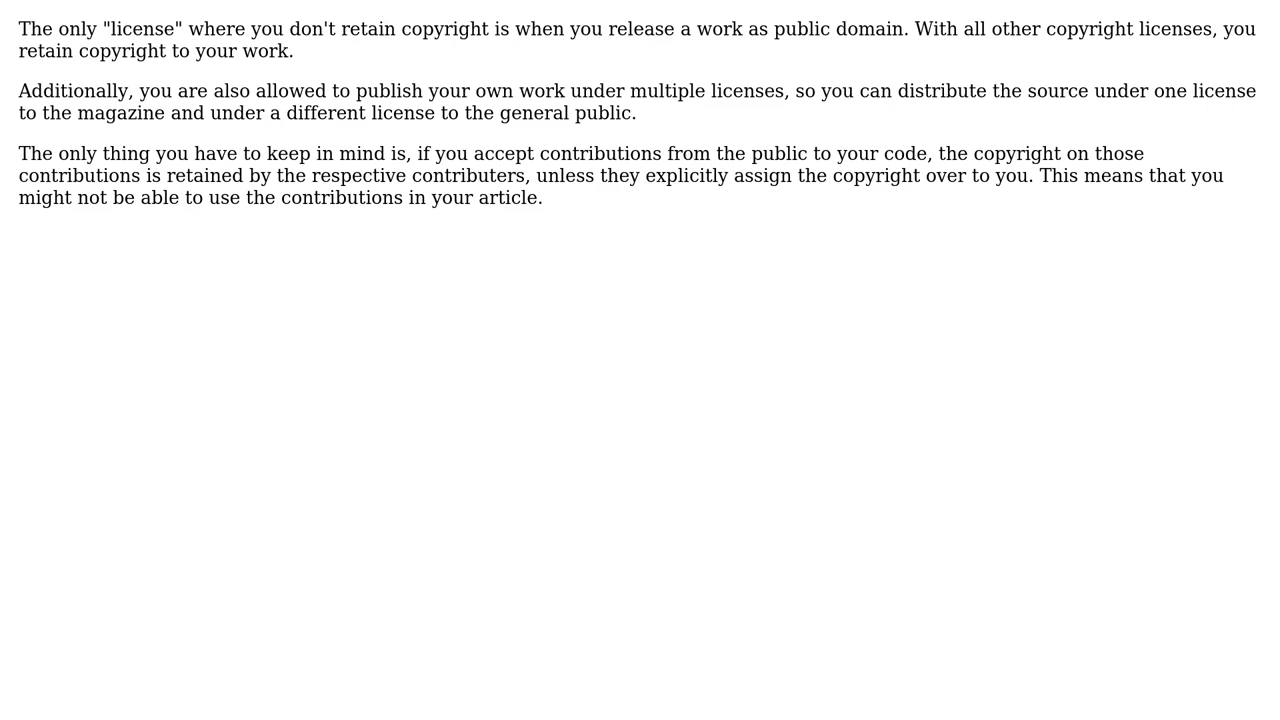 The only "license" where you don't retain copyright is when you release a work as public domain. With all other copyright licenses, you
retain copyright to your work.
Additionally, you are also allowed to publish your own work under multiple licenses, so you can distribute the source under one license
to the magazine and under a different license to the general public.
The only thing you have to keep in mind is, if you accept contributions from the public to your code, the copyright on those
contributions is retained by the respective contributers, unless they explicitly assign the copyright over to you. This means that you
might not be able to use the contributions in your article.